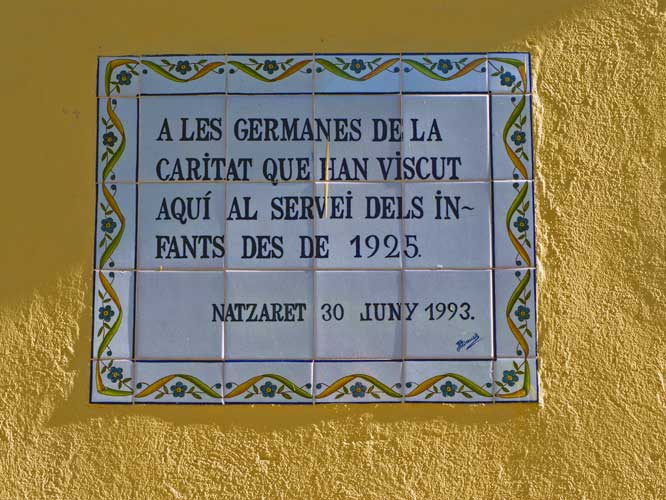 A LES GERMANES DE LA
CARITAT QUE HAN VISCUT
AQUÍ AL SERVEI DELS IN-
FANTS DES DE 1925.
NATZARET 30 JUNY 1993.